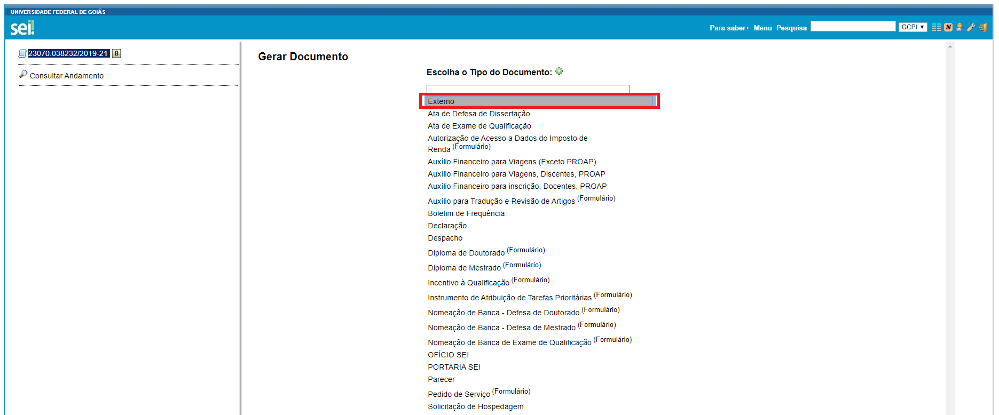 UNIVERSIDADE FEDERAL DE GOIÁS
sei!
Para saber+ Menu Pesquisa GCPI
N
23070.038232/2019-21 B
Consultar Andamento
Gerar Documento
Escolha o Tipo do Documento:
Externo
Ata de Defesa de Dissertação
Ata de Exame de Qualificação
Autorização de Acesso a Dados do Imposto de
Renda (Formulário)
Auxílio Financeiro para Viagens (Exceto PROAP)
Auxílio Financeiro para Viagens, Discentes, PROAP
Auxílio Financeiro para inscrição, Docentes, PROAP
Auxílio para Tradução e Revisão de Artigos (Formulário)
Boletim de Frequência
Declaração
Despacho
Diploma de Doutorado (Formulário)
Diploma de Mestrado (Formulário)
Incentivo à Qualificação (Formulário)
Instrumento de Atribuição de Tarefas Prioritárias (Formulário)
Nomeação de Banca - Defesa de Doutorado (Formulário)
Nomeação de Banca - Defesa de Mestrado (Formulário)
Nomeação de Banca de Exame de Qualificação (Formulário)
OFÍCIO SEI
PORTARIA SEI
Parecer
Pedido de Serviço (Formulário)
Solicitação de Hospedagem